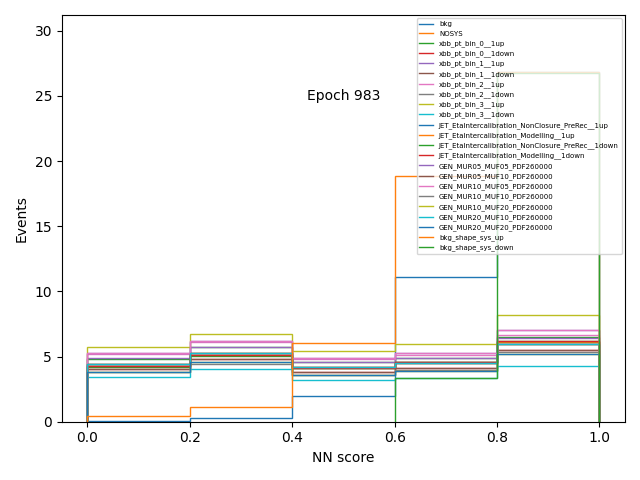 bkg
NOSYS
xbb_pt_bin_0__1up
xbb_pt_bin_0__1down
xbb_pt_bin_1__1up
xbb_pt_bin_1__1down
xbb_pt_bin_2__1up
xbb_pt_bin_2__1down
xbb_pt_bin_3__1up
xbb_pt_bin_3__1down
JET_EtaIntercalibration_NonClosure_PreRec__1up
JET_EtaIntercalibration_Modelling__1up
JET_EtaIntercalibration_NonClosure_PreRec__1down
JET_EtaIntercalibration_Modelling__1down
GEN_MUR05_MUF05_PDF260000
GEN_MUR05_MUF10_PDF260000
GEN_MUR10_MUF05_PDF260000
GEN_MUR10_MUF10_PDF260000
GEN_MUR10_MUF20_PDF260000
GEN_MUR20_MUF10_PDF260000
GEN_MUR20_MUF20_PDF260000
bkg_shape_sys_up
bkg_shape_sys_down
Epoch 983
Events
30
25
20
15
10
5
0
0.0 0.2 0.4 0.6 0.8 1.0
NN score